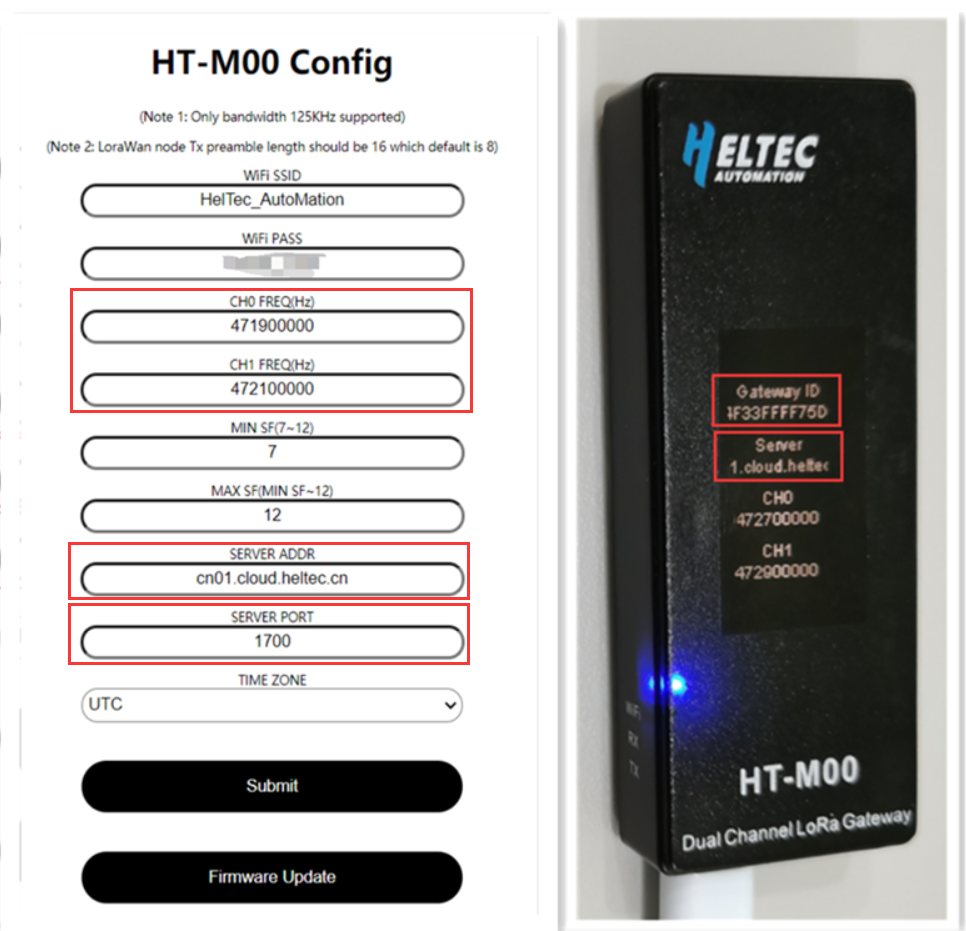 HT-M00 Config
(Note 1: Only bandwidth 125KHz supported)
(Note 2: LoraWan node Tx preamble length should be 16 which default is 8)
WiFi SSID
HelTec_AutoMation
WiFi PASS
CH0 FREQ(Hz)
471900000
CH1 FREQ(Hz)
472100000
MIN SF(7~12)
7
MAX SF(MIN SF~12)
12
SERVER ADDR
cn01.cloud.heltec.cn
SERVER PORT
1700
TIME ZONE
UTC
Submit
Firmware Update
HELTEC
AUTOMATION
Gateway ID
4F33FFFF75D
Server
1.cloud.heltec
CH0
472700000
CH1
472900000
WiFi
RX
TX
HT-M00
Dual Channel LoRa Gateway